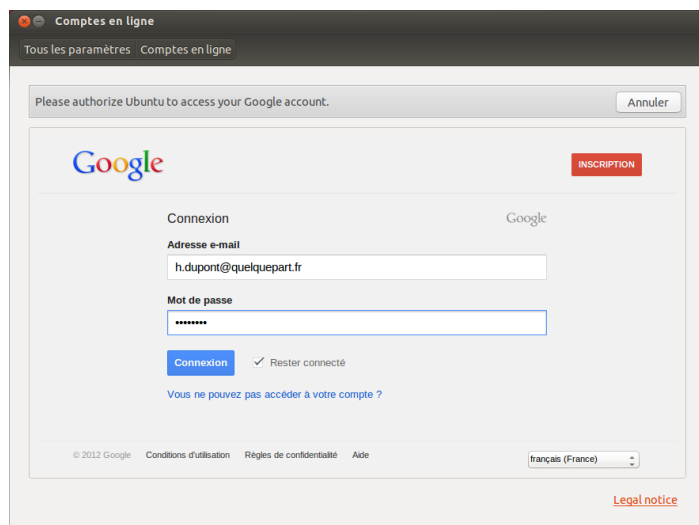 Comptes en ligne
Tous les paramètres Comptes en ligne
Please authorize Ubuntu to access your Google account. Annuler
Google INSCRIPTION
Connexion Google
Adresse e-mail
h.dupont@quelquepart.fr
Mot de passe
••••••••
Connexion Rester connecté
Vous ne pouvez pas accéder à votre compte ?
© 2012 Google Conditions d'utilisation Règles de confidentialité Aide français (France)
Legal notice